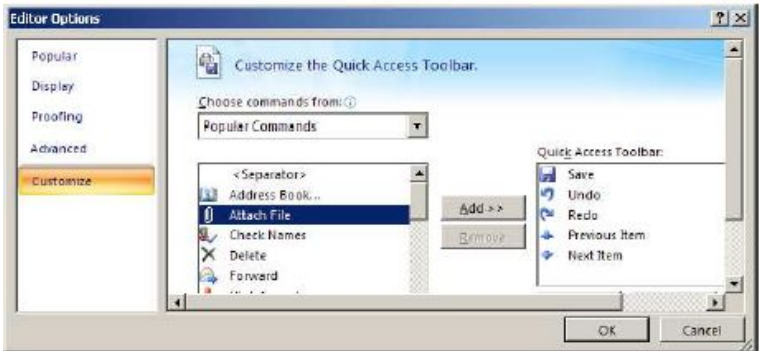 Editor Options
Popular
Display
Proofing
Advanced
Customize
Customize the Quick Access Toolbar.
Choose commands from:
Popular Commands
<Separator>
Address Book...
Attach File
Check Names
Delete
Forward
Add >>
Remove
Quick Access Toolbar:
Save
Undo
Redo
Previous Item
Next Item
OK
Cancel